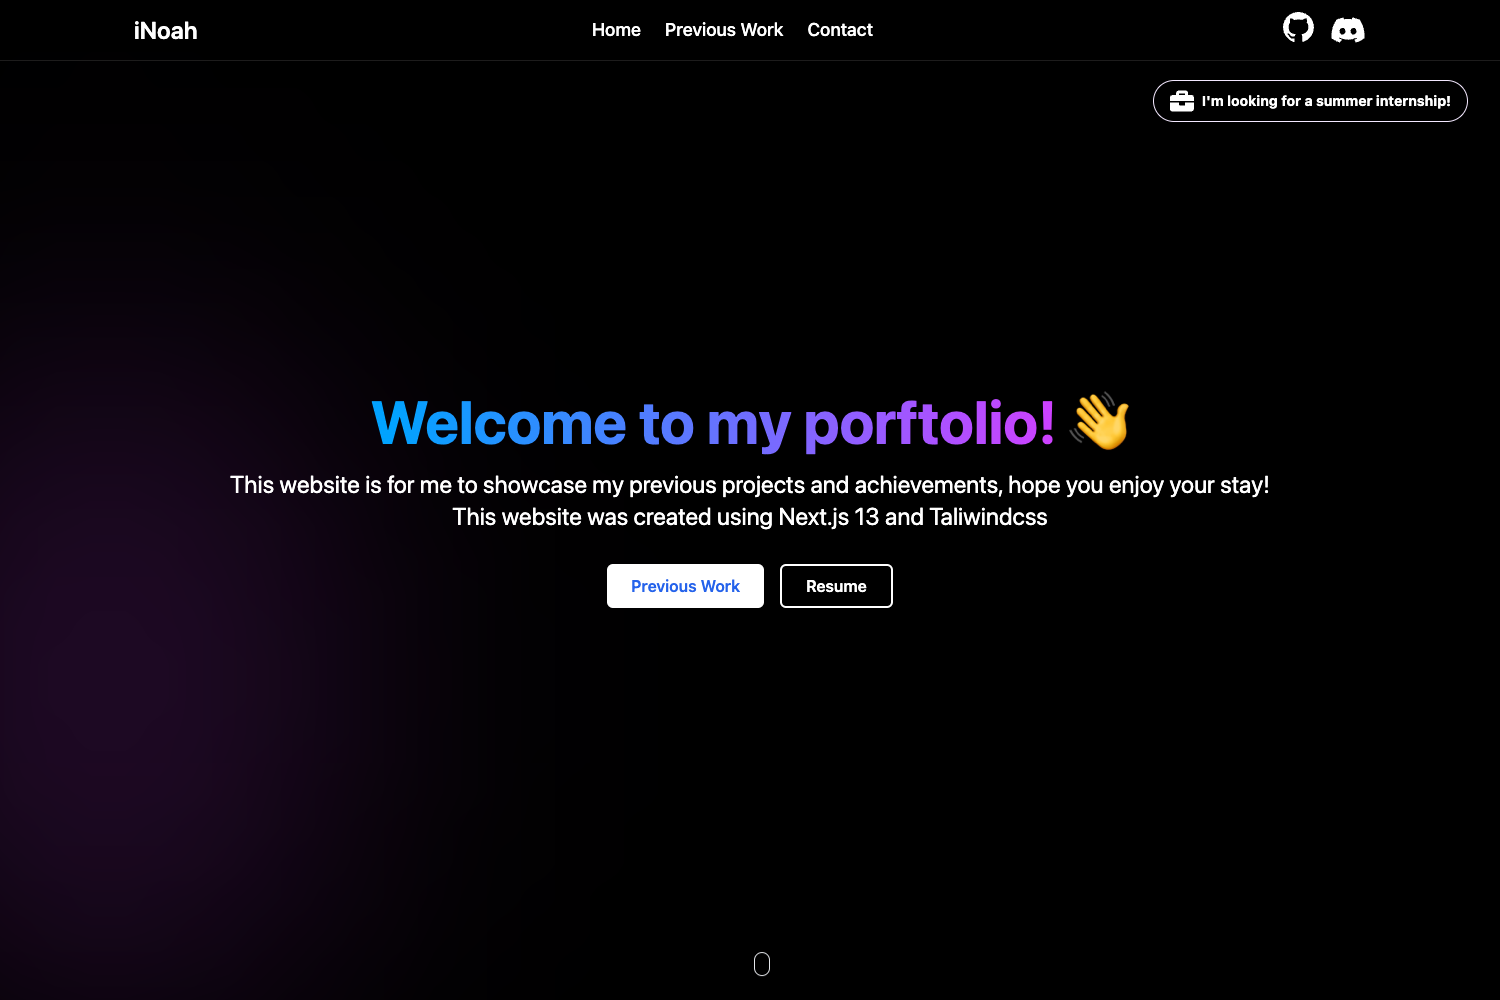 iNoah
Home
Previous Work
Contact
I'm looking for a summer internship!
Welcome to my porftolio! 👋
This website is for me to showcase my previous projects and achievements, hope you enjoy your stay!
This website was created using Next.js 13 and Taliwindcss
Previous Work
Resume